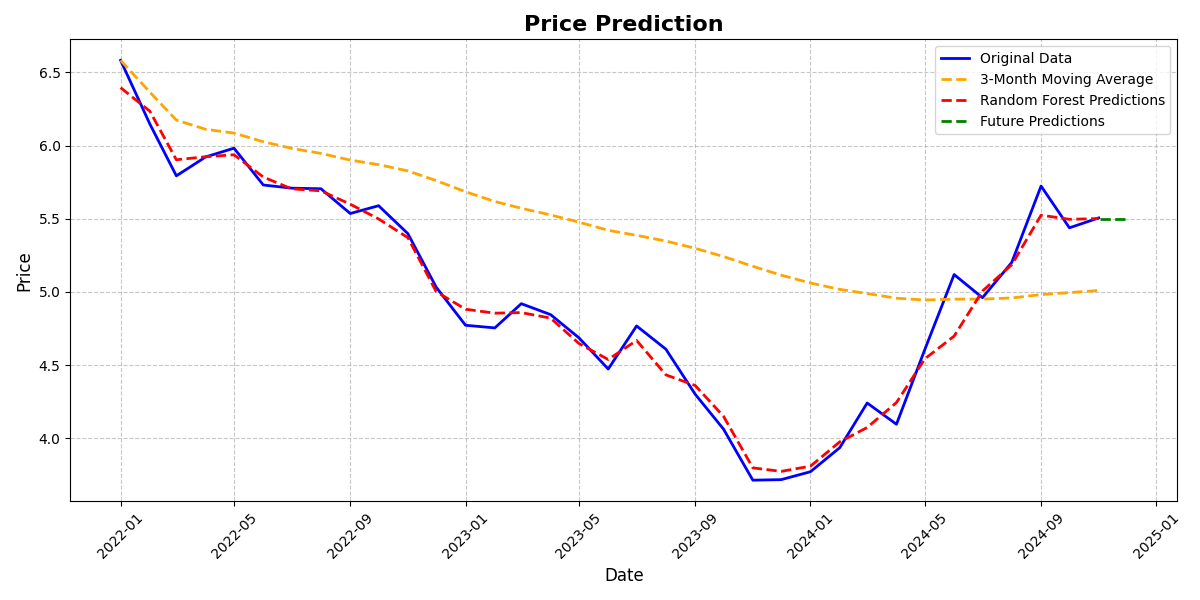 Price Prediction
Original Data
3-Month Moving Average
Random Forest Predictions
Future Predictions
Price
6.5
6.0
5.5
5.0
4.5
4.0
2022-01
2022-05
2022-09
2023-01
2023-05
2023-09
2024-01
2024-05
2024-09
2025-01
Date